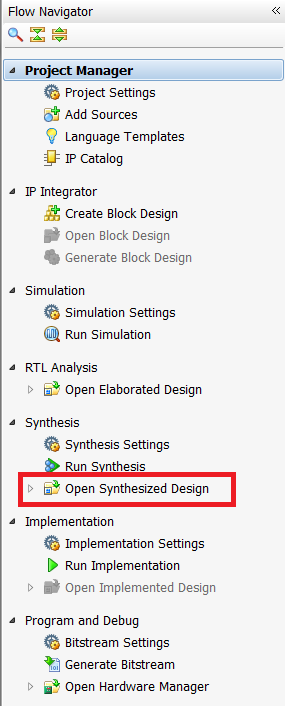 Flow Navigator
Project Manager
Project Settings
Add Sources
Language Templates
IP Catalog
IP Integrator
Create Block Design
Open Block Design
Generate Block Design
Simulation
Simulation Settings
Run Simulation
RTL Analysis
Open Elaborated Design
Synthesis
Synthesis Settings
Run Synthesis
Open Synthesized Design
Implementation
Implementation Settings
Run Implementation
Open Implemented Design
Program and Debug
Bitstream Settings
Generate Bitstream
Open Hardware Manager